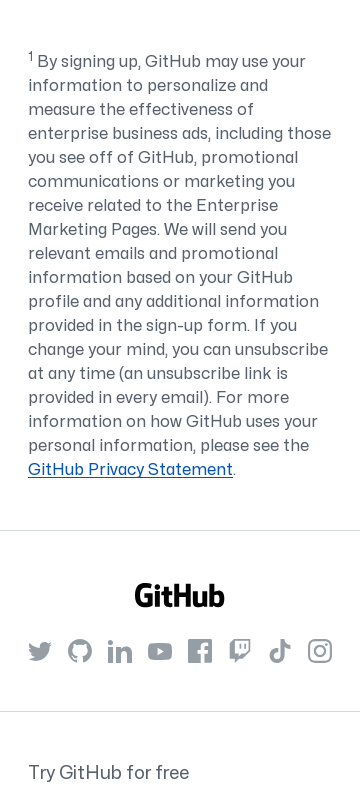 1 By signing up, GitHub may use your
information to personalize and
measure the effectiveness of
enterprise business ads, including those
you see off of GitHub, promotional
communications or marketing you
receive related to the Enterprise
Marketing Pages. We will send you
relevant emails and promotional
information based on your GitHub
profile and any additional information
provided in the sign-up form. If you
change your mind, you can unsubscribe
at any time (an unsubscribe link is
provided in every email). For more
information on how GitHub uses your
personal information, please see the
GitHub Privacy Statement.
GitHub
Try GitHub for free